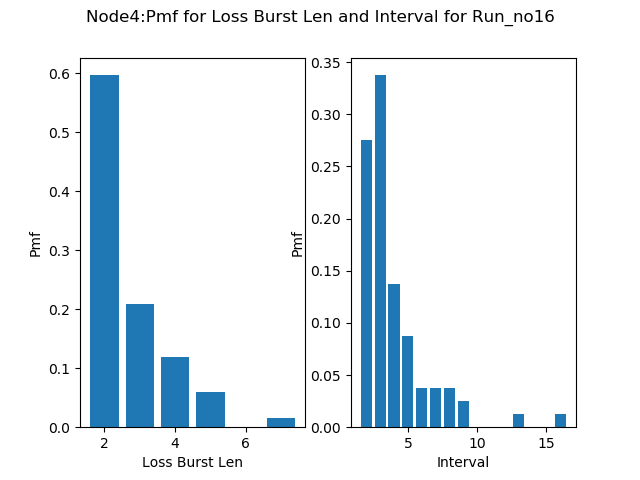 Node4:Pmf for Loss Burst Len and Interval for Run_no16
0.6
0.5
0.4
0.3
0.2
0.1
0.0
Pmf
2 4 6
Loss Burst Len
0.35
0.30
0.25
0.20
0.15
0.10
0.05
0.00
Pmf
5 10 15
Interval